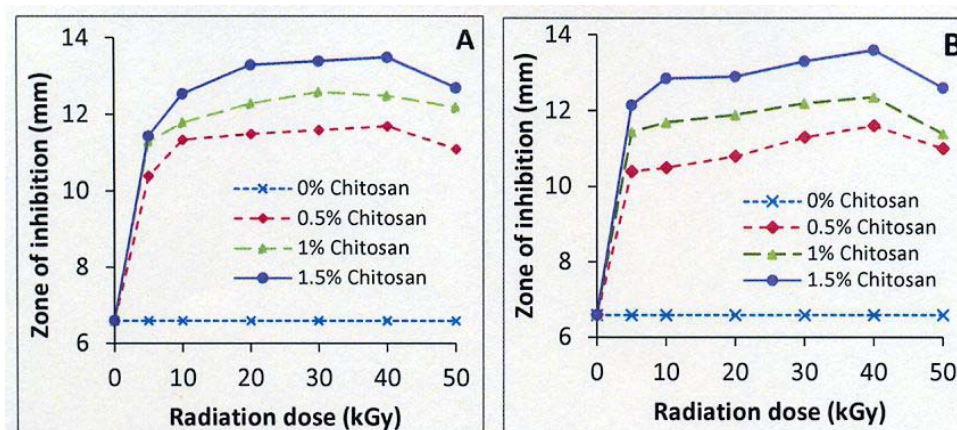 A
Zone of inhibition (mm)
14
12
10
8
6
0% Chitosan
0.5% Chitosan
1% Chitosan
1.5% Chitosan
0 10 20 30 40 50
Radiation dose (kGy)
B
Zone of inhibition (mm)
14
12
10
8
6
0% Chitosan
0.5% Chitosan
1% Chitosan
1.5% Chitosan
0 10 20 30 40 50
Radiation dose (kGy)